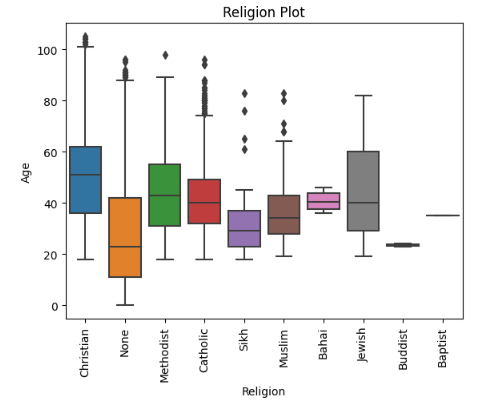 Religion Plot
100
80
60
40
20
0
Age
Christian
None
Methodist
Catholic
Sikh
Muslim
Bahai
Jewish
Buddist
Baptist
Religion